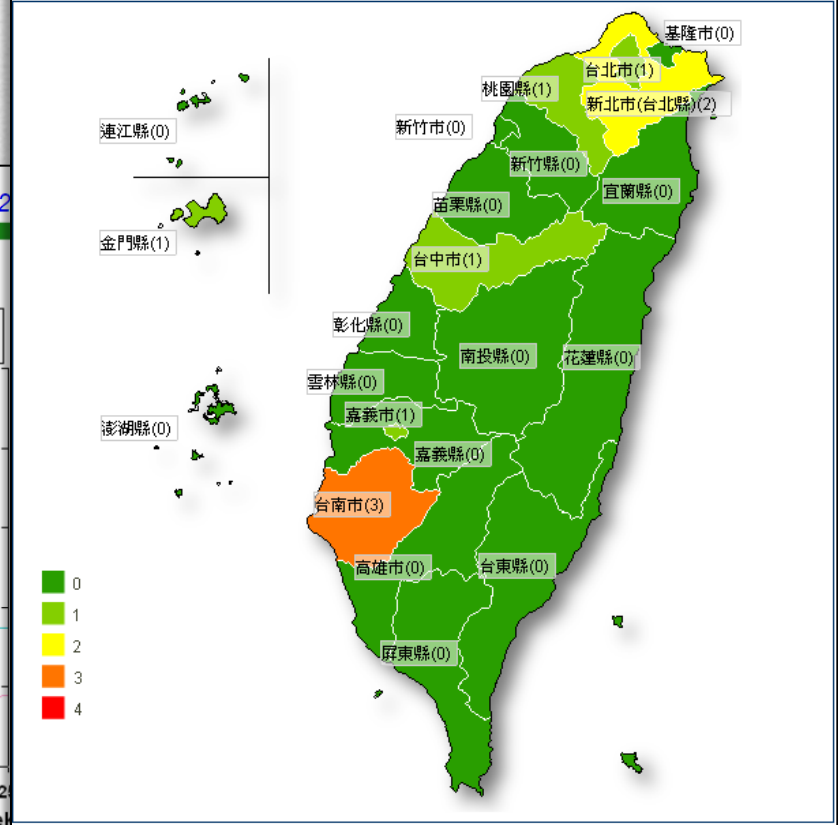 基隆市(0)
台北市(1)
桃園縣(1)
新北市(台北縣)(2)
新竹市(0)
連江縣(0)
新竹縣(0)
宜蘭縣(0)
苗栗縣(0)
金門縣(1)
台中市(1)
彰化縣(0)
南投縣(0)
花蓮縣(0)
雲林縣(0)
嘉義市(1)
澎湖縣(0)
嘉義縣(0)
台南市(3)
高雄市(0)
台東縣(0)
屏東縣(0)
0
1
2
3
4